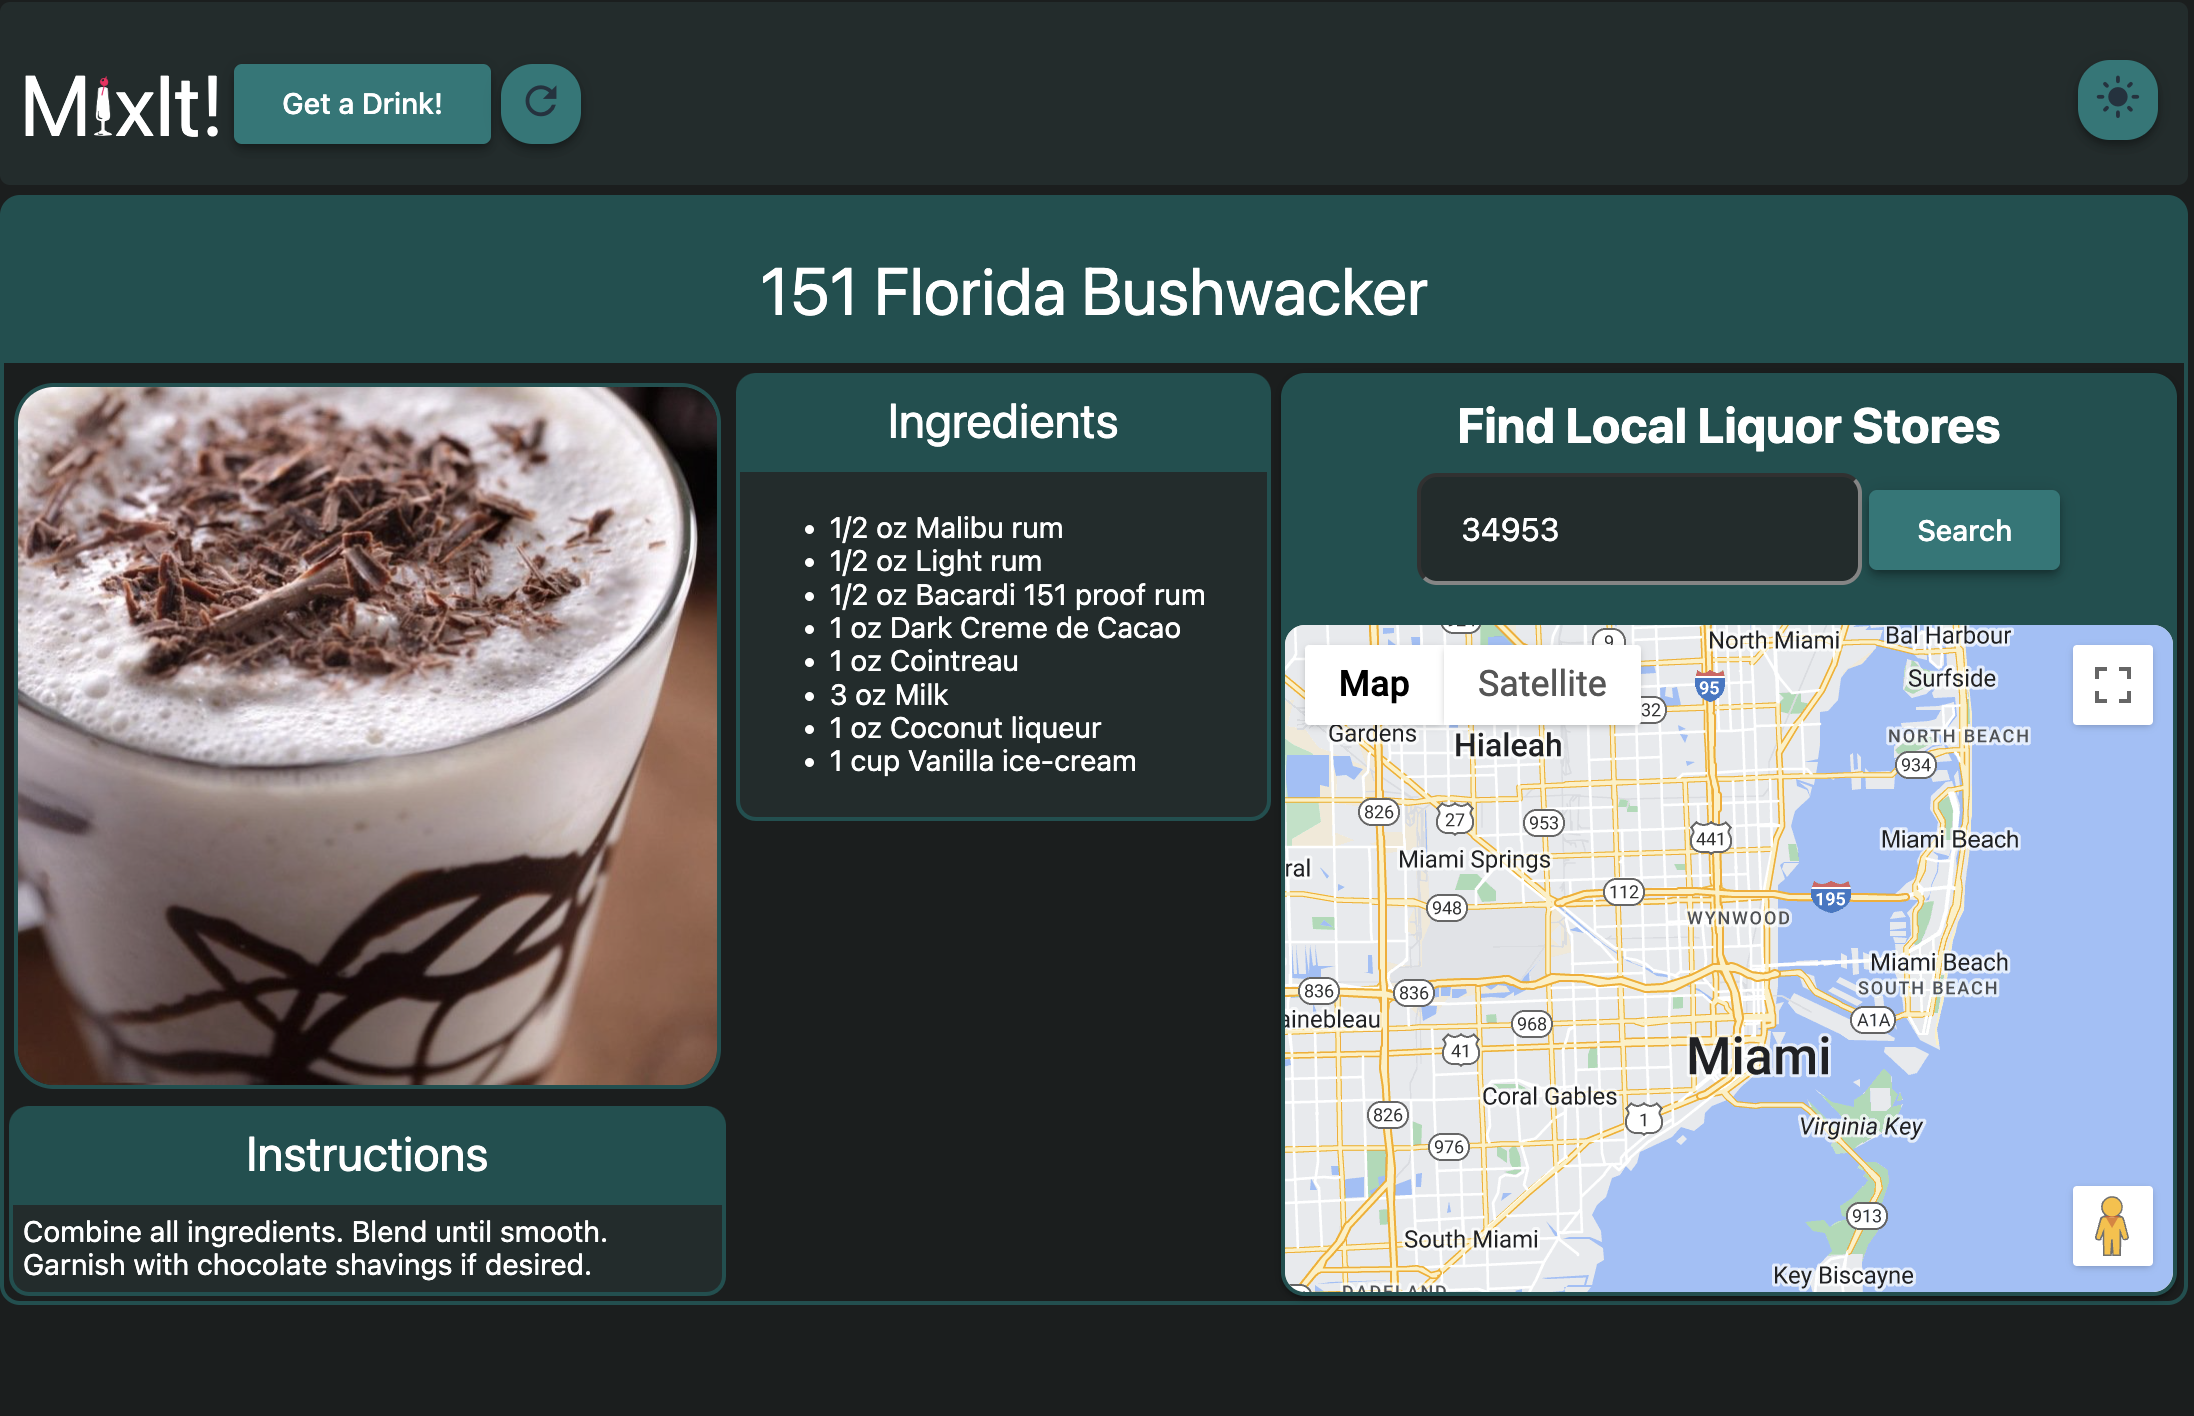 MixIt!
Get a Drink!
151 Florida Bushwacker
Ingredients
1/2 oz Malibu rum
1/2 oz Light rum
1/2 oz Bacardi 151 proof rum
1 oz Dark Creme de Cacao
1 oz Cointreau
3 oz Milk
1 oz Coconut liqueur
1 cup Vanilla ice-cream
Instructions
Combine all ingredients. Blend until smooth.
Garnish with chocolate shavings if desired.
Find Local Liquor Stores
34953
Search
Map
Satellite
9
North Miami
Bal Harbour
95
Surfside
32
Gardens
Hialeah
NORTH BEACH
934
826
27
953
441
Miami Beach
Miami Springs
ral
112
195
948
WYNWOOD
Miami Beach
SOUTH BEACH
836
836
ainebleau
968
A1A
41
Miami
Coral Gables
826
1
Virginia Key
976
913
South Miami
Key Biscayne